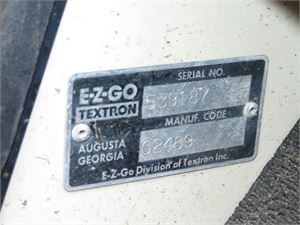 SERIAL NO.
E-Z-GO
TEXTRON
539187
MANUF. CODE
AUGUSTA
GEORGIA
G2489
E-Z-Go Division of Textron Inc.